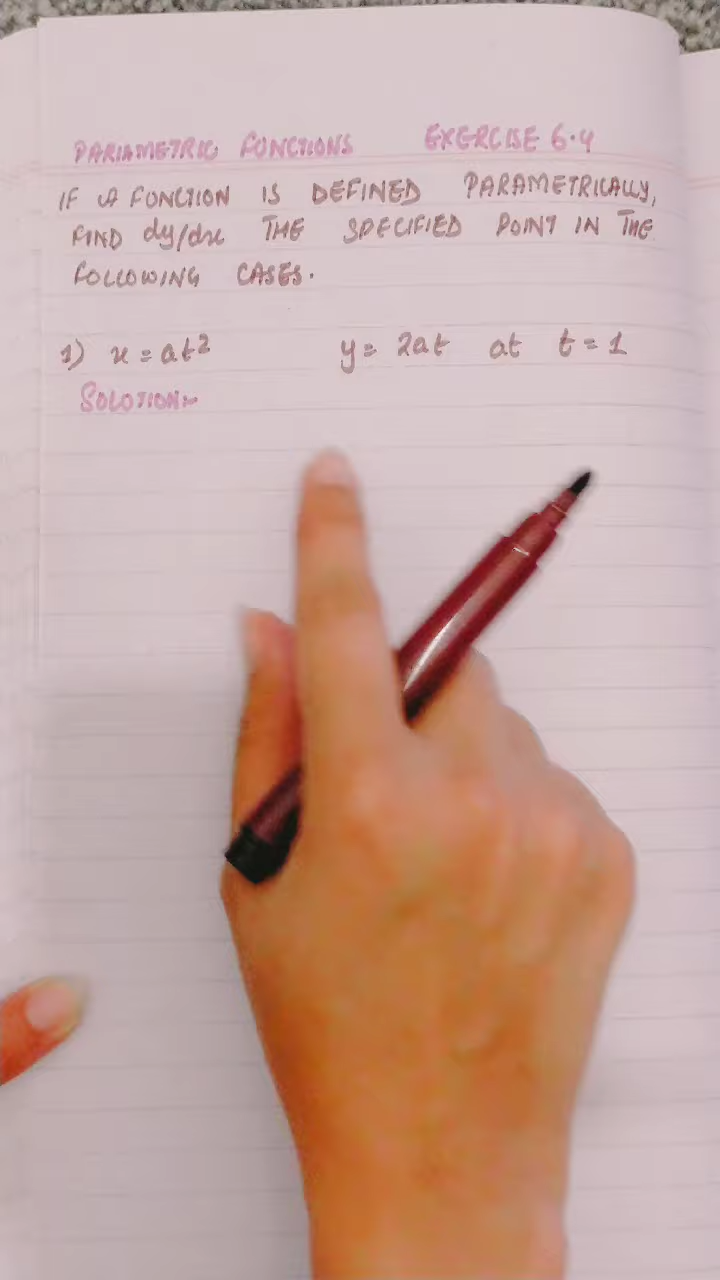 PARAMETRIC FUNCTIONS EXERCISE 6.4
IF A FUNCTION IS DEFINED PARAMETRICALLY,
FIND dy/dx THE SPECIFIED POINT IN THE
FOLLOWING CASES.
1) x = at² y = 2at at t = 1
SOLUTION:-